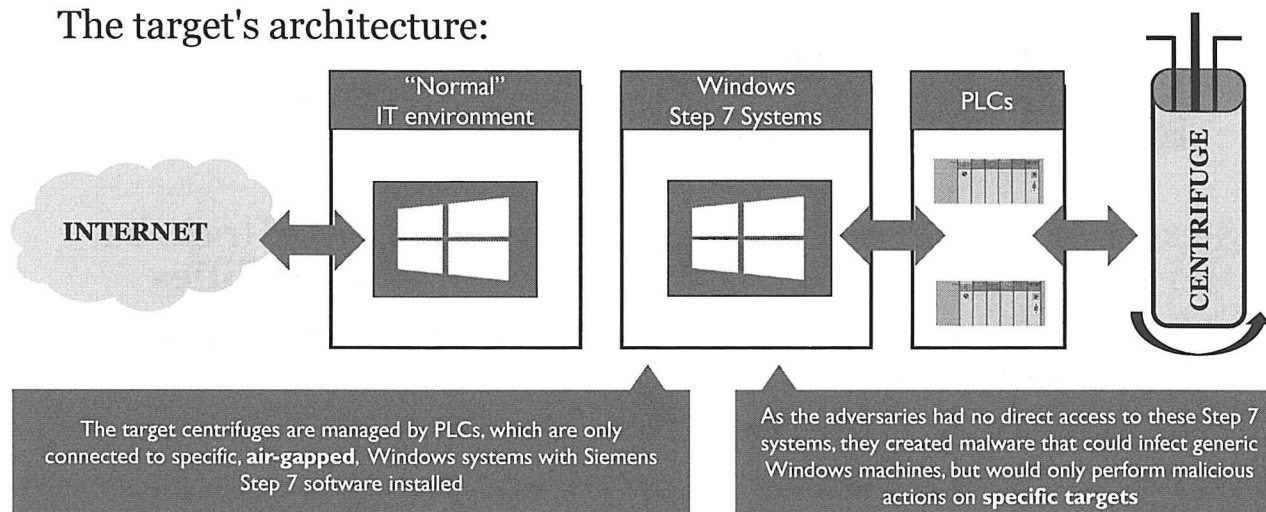 The target's architecture:
"Normal"
IT environment
Windows
Step 7 Systems
PLCs
INTERNET
CENTRIFUGE
The target centrifuges are managed by PLCs, which are only
connected to specific, air-gapped, Windows systems with Siemens
Step 7 software installed
As the adversaries had no direct access to these Step 7
systems, they created malware that could infect generic
Windows machines, but would only perform malicious
actions on specific targets